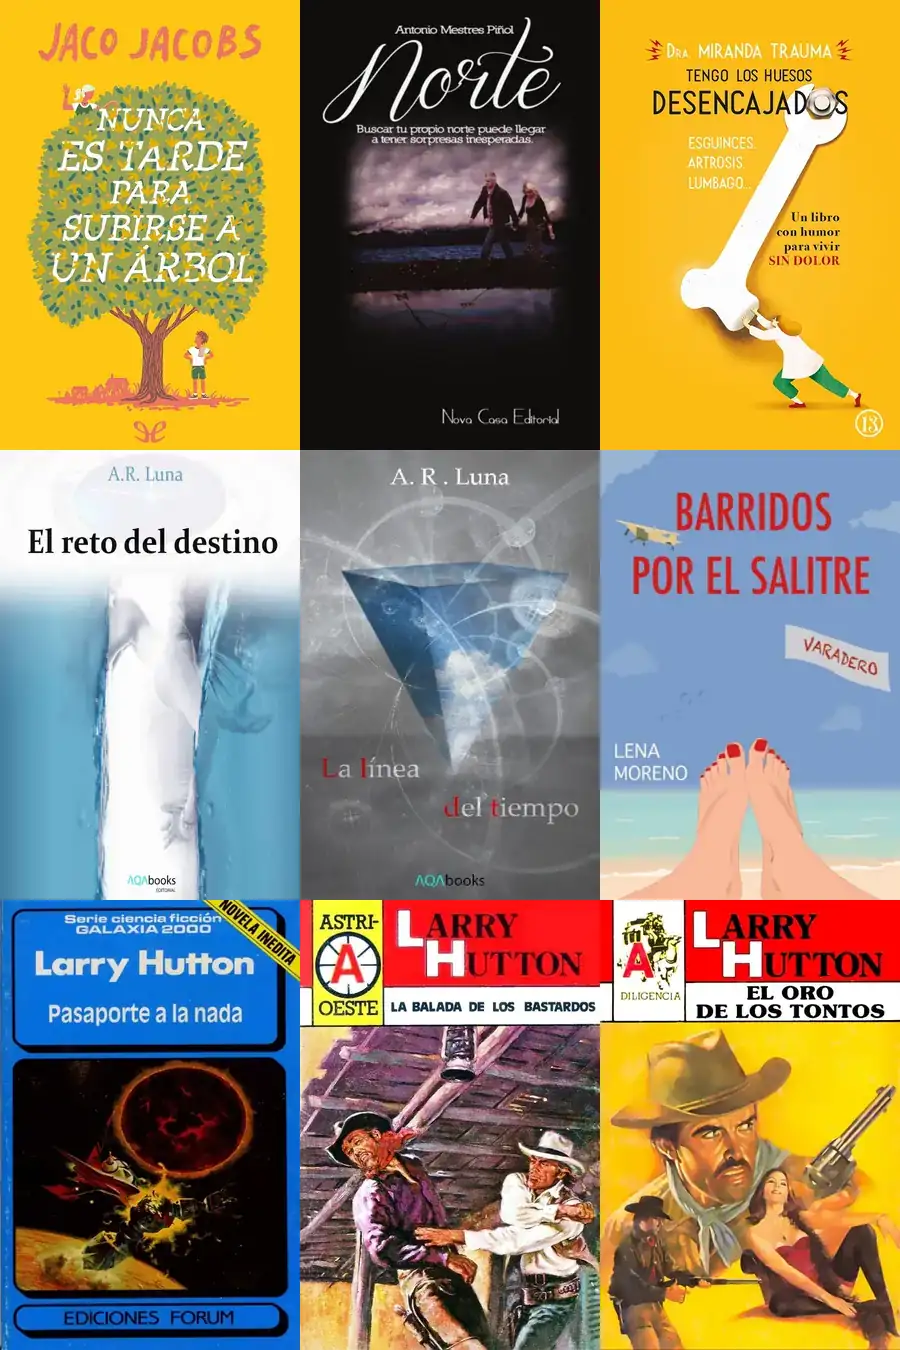 JACO JACOBS
NUNCA
ES TARDE
PARA
SUBIRSE A
UN ÁRBOL
Antonio Mestres Piñol
Norte
Buscar tu propio norte puede llegar
a tener sorpresas inesperadas.
Nova Casa Editorial
DRA. MIRANDA TRAUMA
TENGO LOS HUESOS
DESENCAJADOS
ESGUINCES,
ARTROSIS
LUMBAGO...
Un libro
con humor
para vivir
SIN DOLOR
13
A.R. Luna
El reto del destino
AQAbooks
EDITORIAL
A. R. Luna
La línea
del tiempo
AQAbooks
BARRIDOS
POR EL SALITRE
VARADERO
LENA
MORENO
Serie ciencia ficción
GALAXIA 2000
NOVELA INEDITA
Larry Hutton
Pasaporte a la nada
EDICIONES FORUM
ASTRI-
A
OESTE
LARRY
HUTTON
LA BALADA DE LOS BASTARDOS
A
DILIGENCIA
LARRY
HUTTON
EL ORO
DE LOS TONTOS